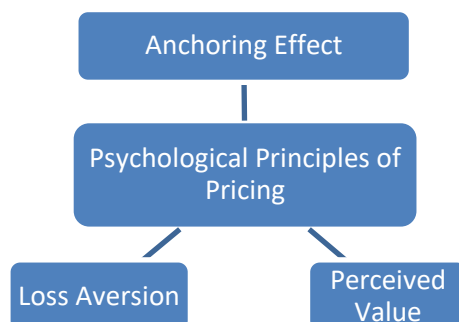 Anchoring Effect
Psychological Principles of
Pricing
Loss Aversion
Perceived
Value